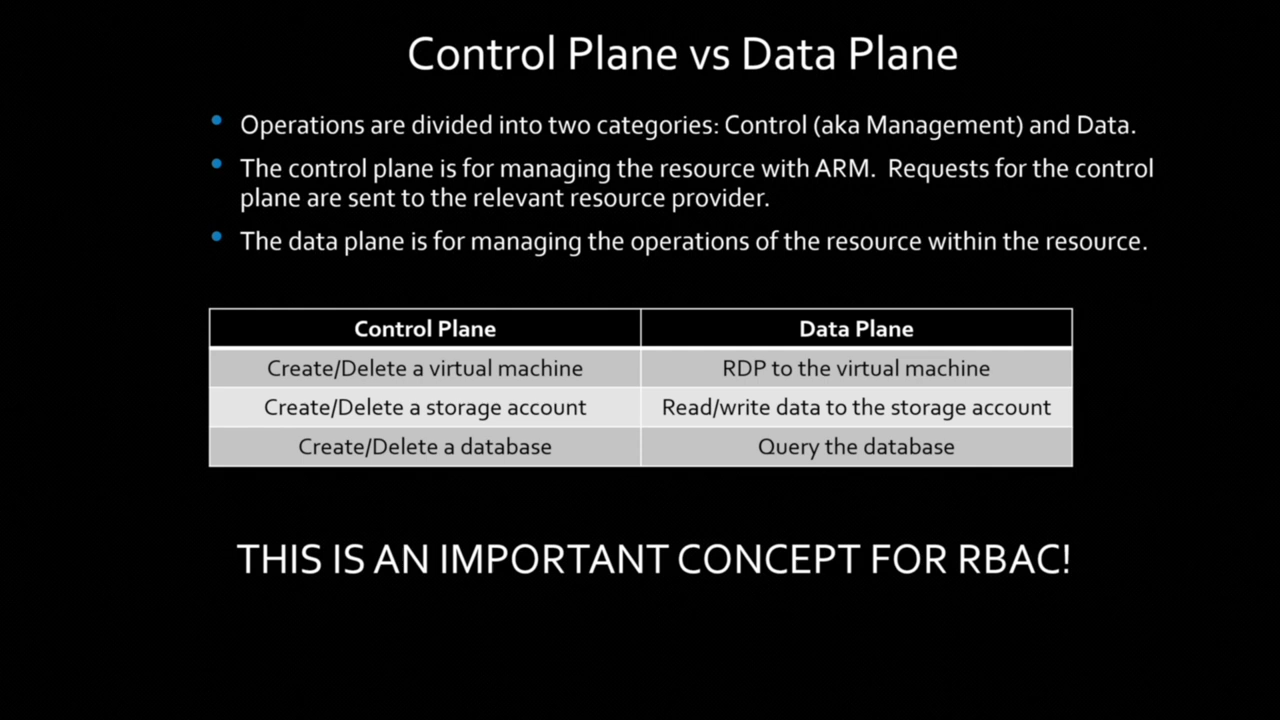 Control Plane vs Data Plane
Operations are divided into two categories: Control (aka Management) and Data.
The control plane is for managing the resource with ARM.  Requests for the control
plane are sent to the relevant resource provider.
The data plane is for managing the operations of the resource within the resource.
Control Plane Data Plane
Create/Delete a virtual machine RDP to the virtual machine
Create/Delete a storage account Read/write data to the storage account
Create/Delete a database Query the database
THIS IS AN IMPORTANT CONCEPT FOR RBAC!